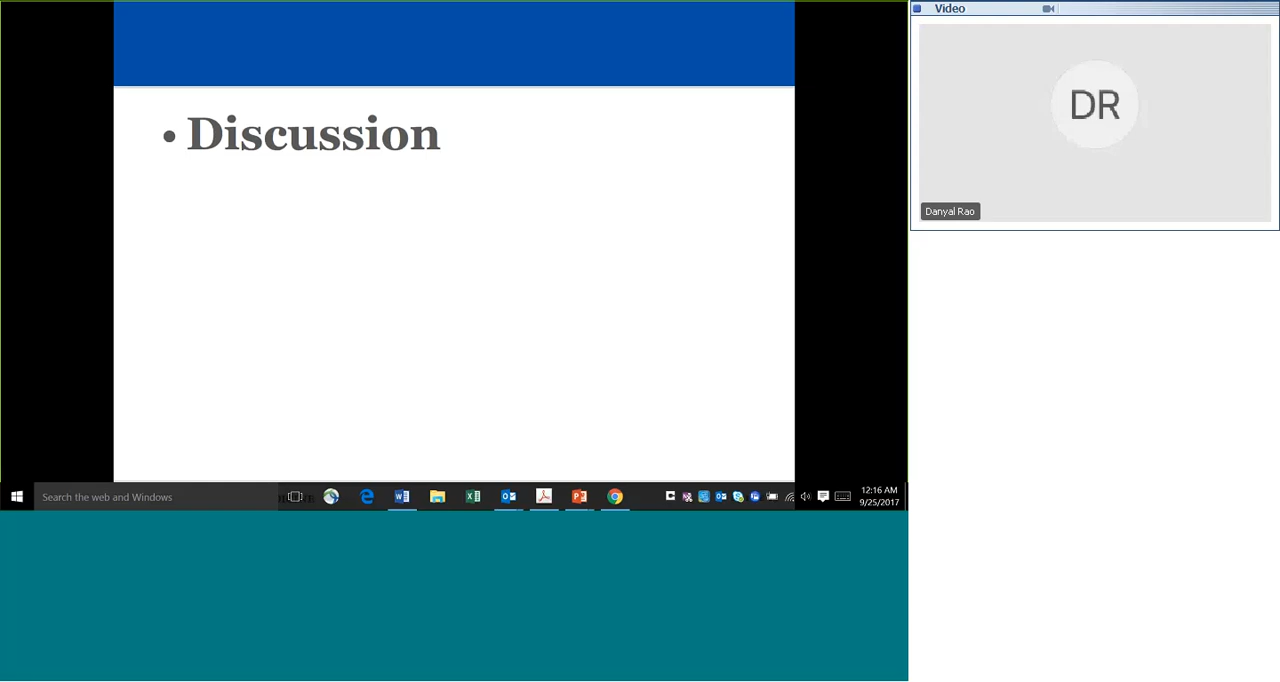 Video
• Discussion
DR
Danyal Rao
Search the web and Windows
12:16 AM
9/25/2017